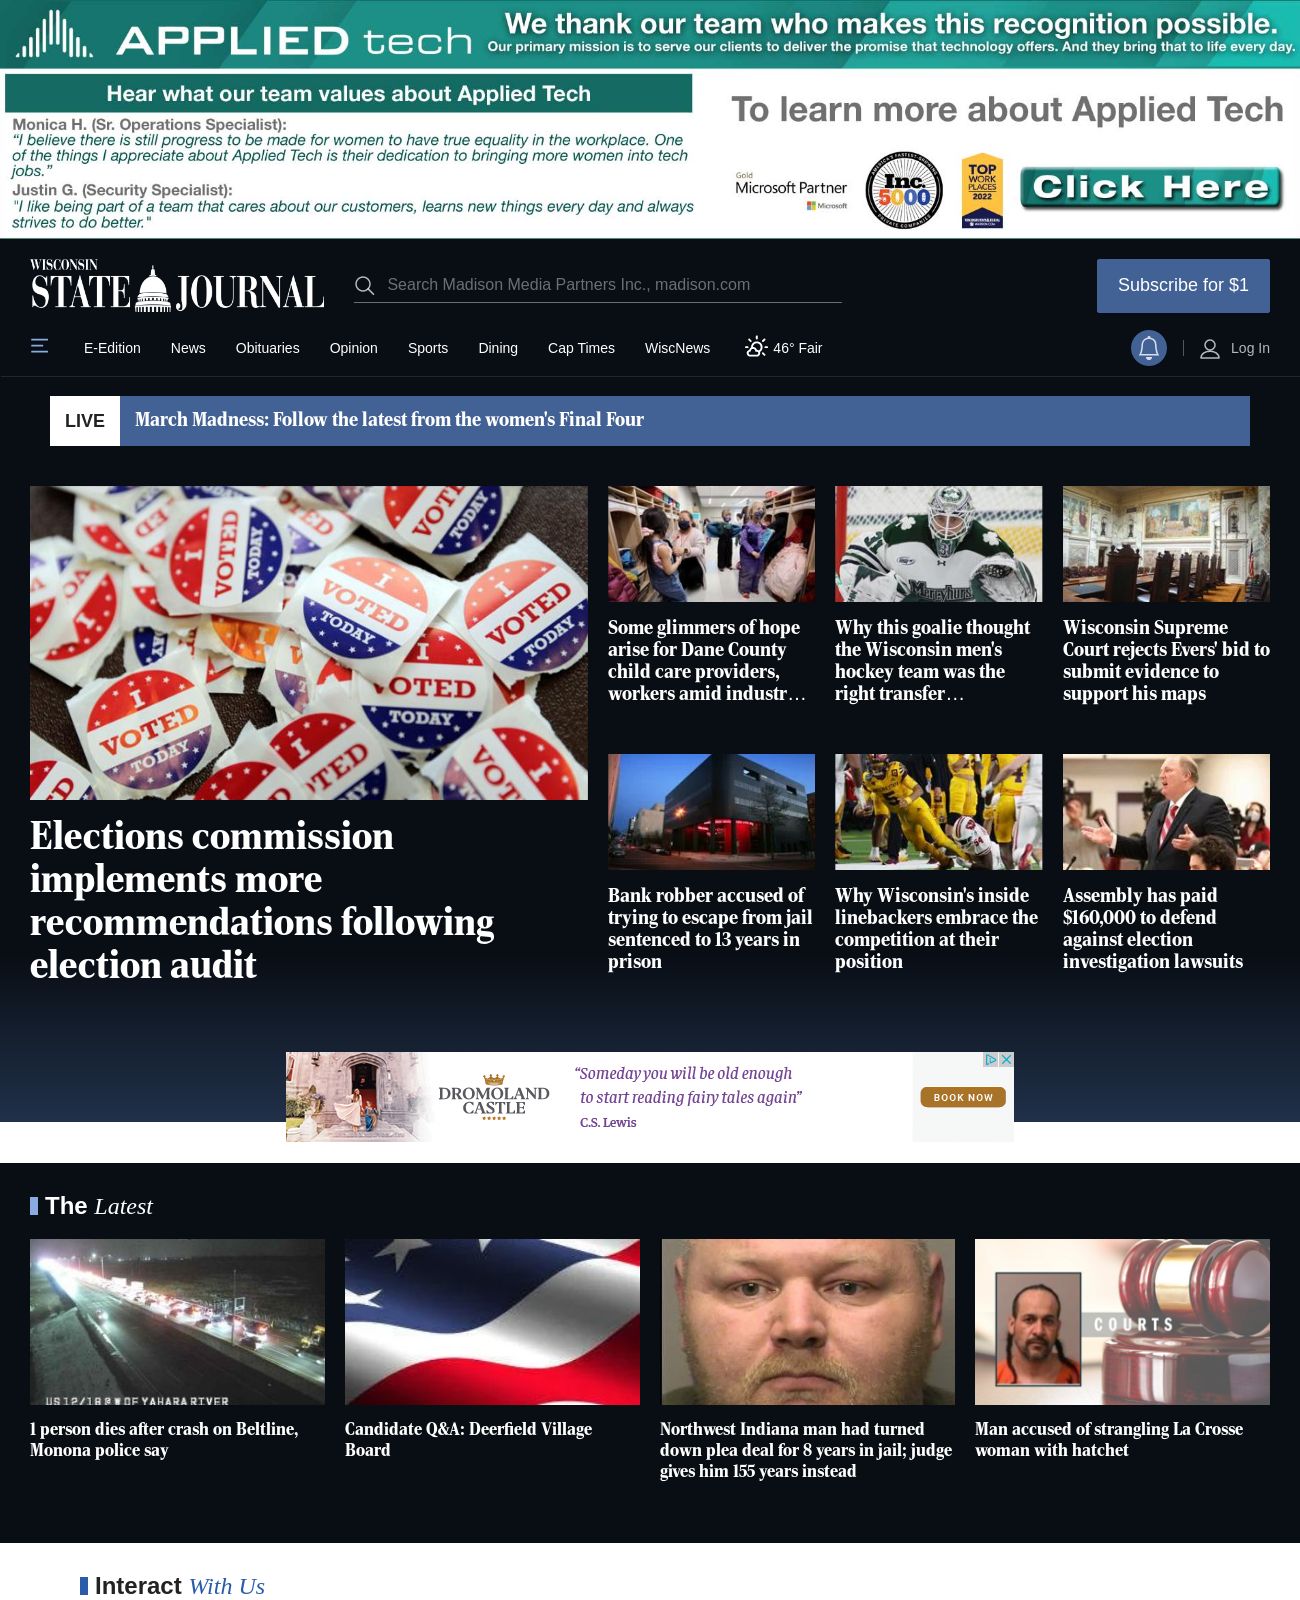 APPLIED tech
We thank our team who makes this recognition possible.
Our primary mission is to serve our clients to deliver the promise that technology offers. And they bring that to life every day.
Hear what our team values about Applied Tech
Monica H. (Sr. Operations Specialist):
“I believe there is still progress to be made for women to have true equality in the workplace. One
of the things I appreciate about Applied Tech is their dedication to bringing more women into tech
jobs.”
Justin G. (Security Specialist):
"I like being part of a team that cares about our customers, learns new things every day and always
strives to do better."
To learn more about Applied Tech
Gold
Microsoft Partner
Microsoft
Inc.
5000
TOP
WORK
PLACES
2022
Click Here
WISCONSIN
STATE JOURNAL
Search Madison Media Partners Inc., madison.com
Subscribe for $1
E-Edition
News
Obituaries
Opinion
Sports
Dining
Cap Times
WiscNews
46° Fair
Log In
LIVE
March Madness: Follow the latest from the women's Final Four
I VOTED TODAY
I VOTED TODAY
I VOTED TODAY
I VOTED TODAY
VOTED TODAY
Elections commission
implements more
recommendations following
election audit
Some glimmers of hope
arise for Dane County
child care providers,
workers amid industr…
Mercyhurst
Why this goalie thought
the Wisconsin men's
hockey team was the
right transfer…
Wisconsin Supreme
Court rejects Evers' bid to
submit evidence to
support his maps
Bank robber accused of
trying to escape from jail
sentenced to 13 years in
prison
Why Wisconsin's inside
linebackers embrace the
competition at their
position
Assembly has paid
$160,000 to defend
against election
investigation lawsuits
DROMOLAND
CASTLE
“Someday you will be old enough
to start reading fairy tales again”
C.S. Lewis
BOOK NOW
The Latest
US 12/18 @ W OF YAHARA RIVER
1 person dies after crash on Beltline,
Monona police say
Candidate Q&A: Deerfield Village
Board
Northwest Indiana man had turned
down plea deal for 8 years in jail; judge
gives him 155 years instead
COURTS
Man accused of strangling La Crosse
woman with hatchet
Interact With Us